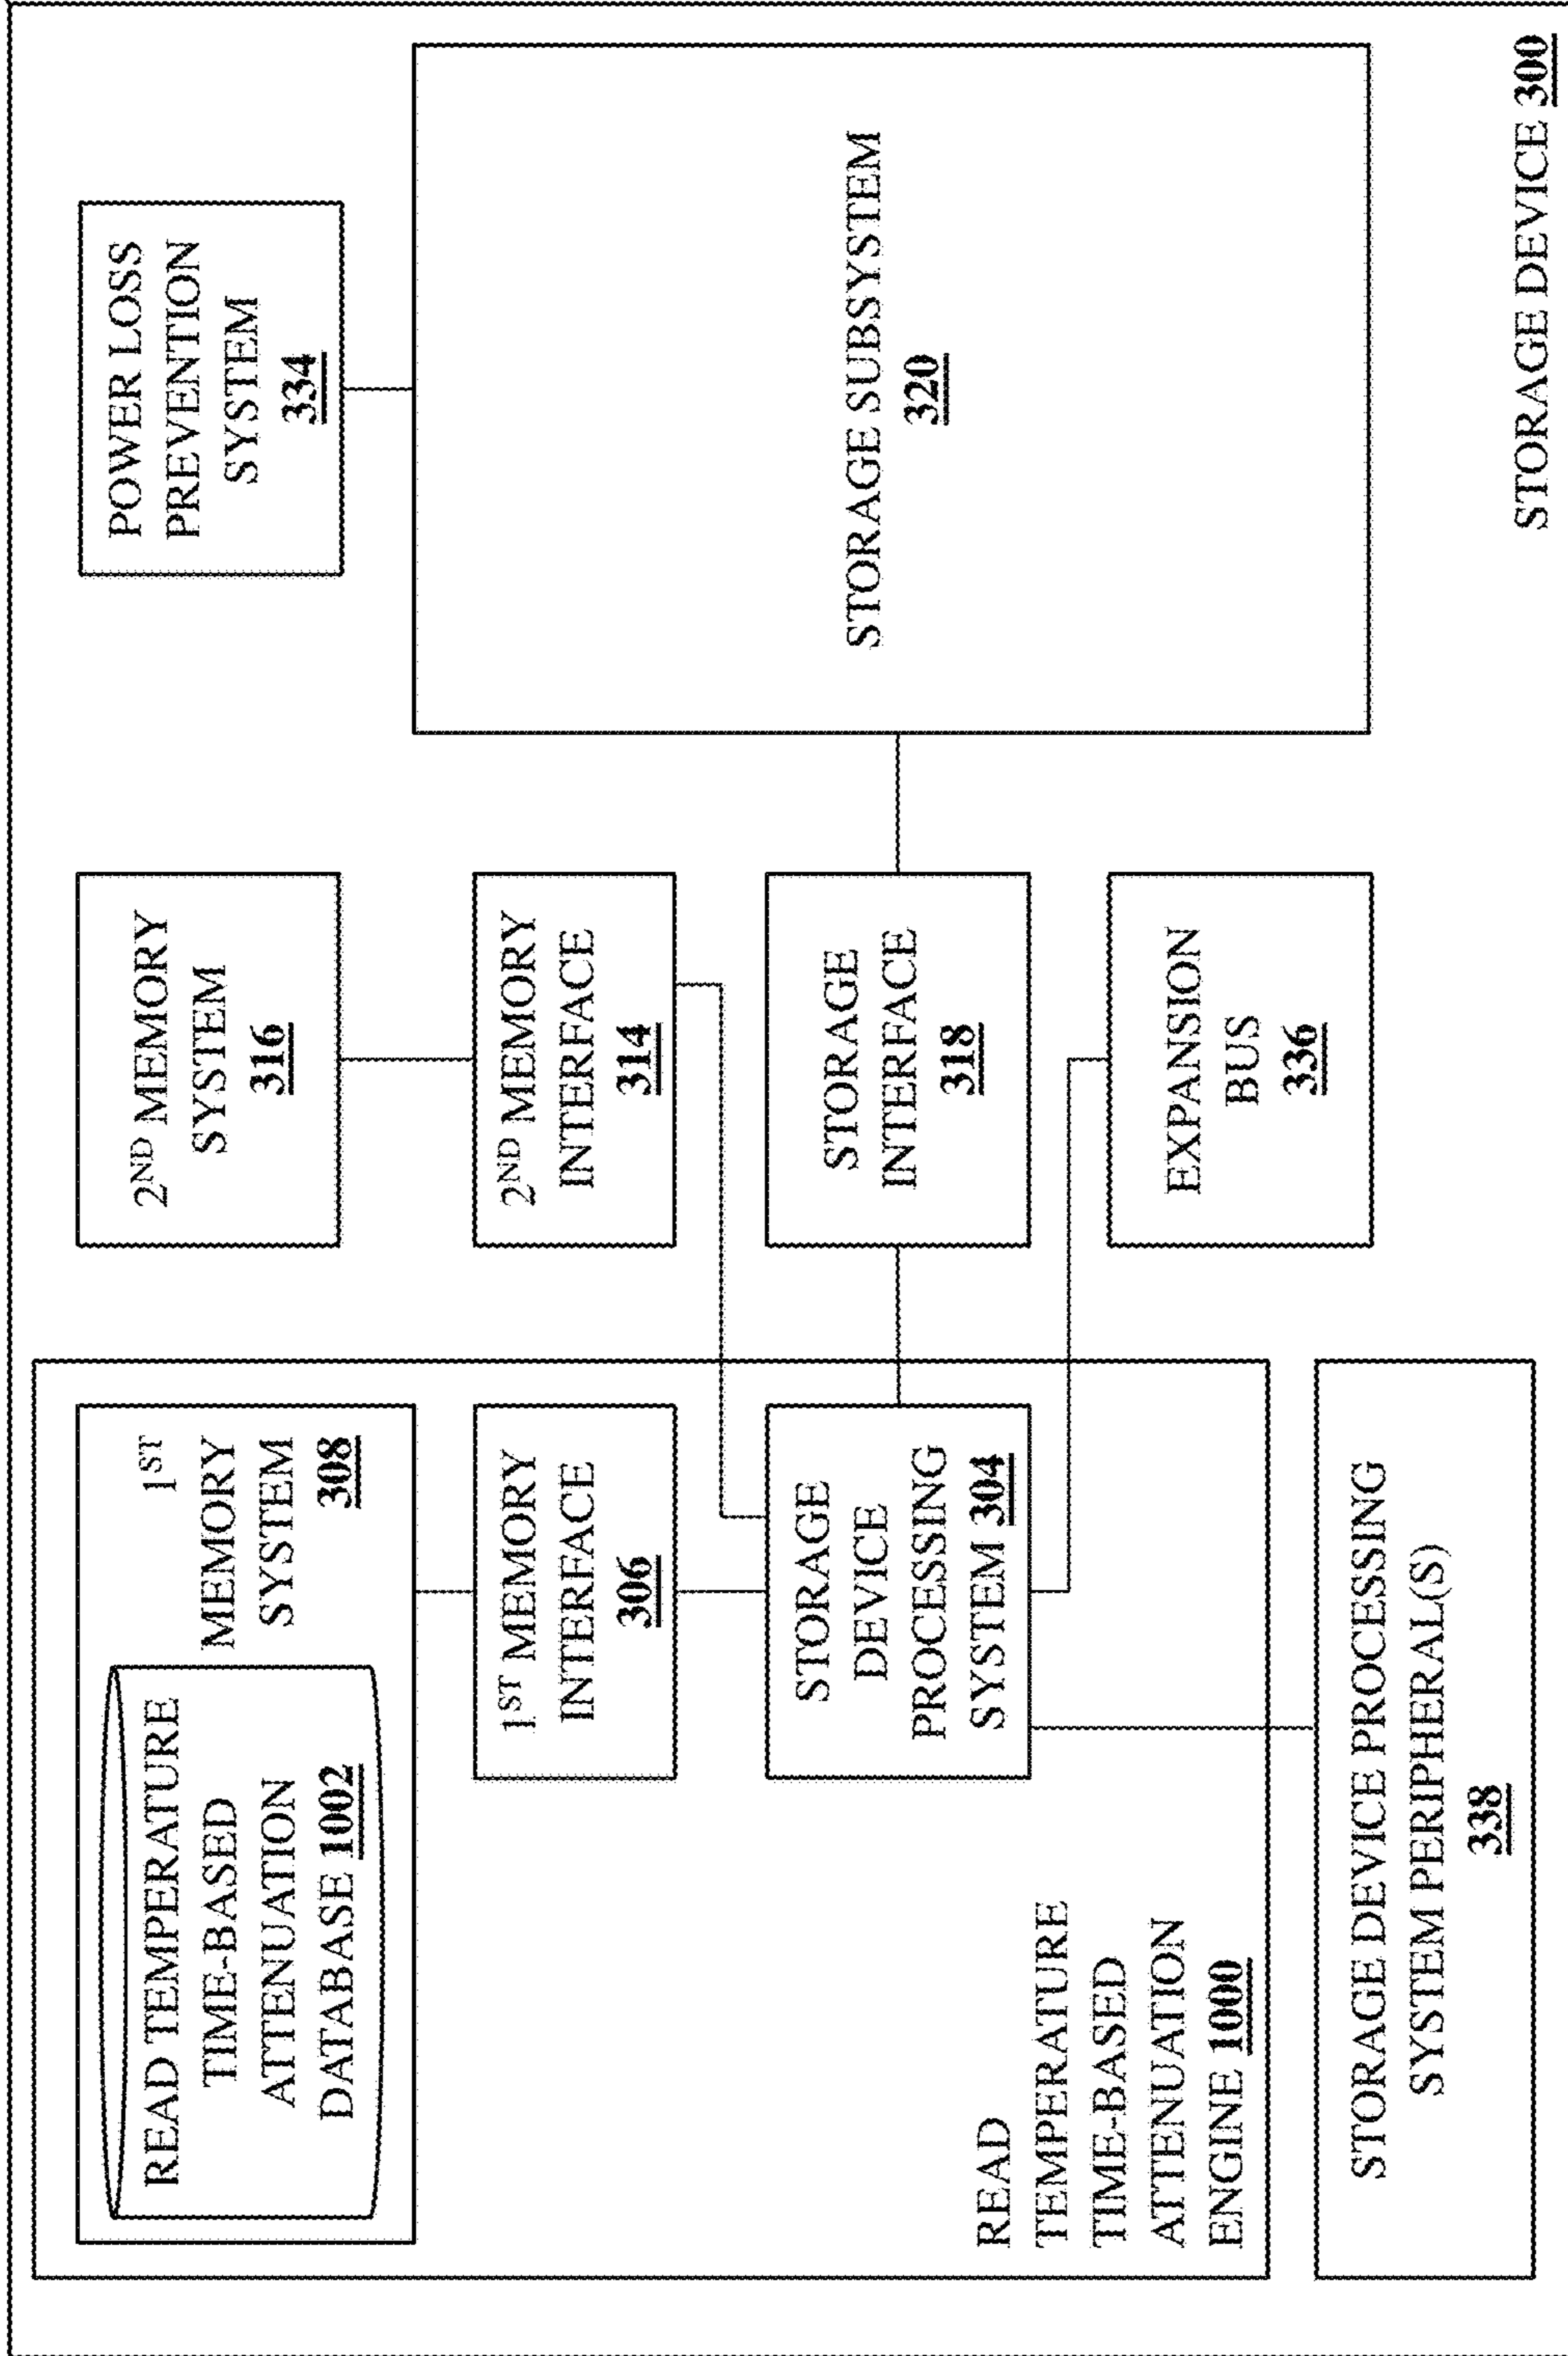 READ TEMPERATURE
TIME-BASED
ATTENUATION
DATABASE 1002
1ST
MEMORY
SYSTEM
308
2ND MEMORY
SYSTEM
316
POWER LOSS
PREVENTION
SYSTEM
334
1ST MEMORY
INTERFACE
306
2ND MEMORY
INTERFACE
314
STORAGE
DEVICE
PROCESSING
SYSTEM 304
STORAGE
INTERFACE
318
STORAGE SUBSYSTEM
320
READ
TEMPERATURE
TIME-BASED
ATTENUATION
ENGINE 1000
EXPANSION
BUS
336
STORAGE DEVICE PROCESSING
SYSTEM PERIPHERAL(S)
338
STORAGE DEVICE 300